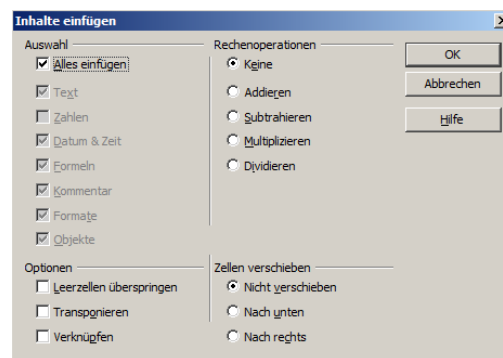 Inhalte einfügen
Auswahl
Alles einfügen
Text
Zahlen
Datum & Zeit
Formeln
Kommentar
Formate
Objekte
Rechenoperationen
Keine
Addieren
Subtrahieren
Multiplizieren
Dividieren
OK
Abbrechen
Hilfe
Optionen
Leerzellen überspringen
Transponieren
Verknüpfen
Zellen verschieben
Nicht verschieben
Nach unten
Nach rechts